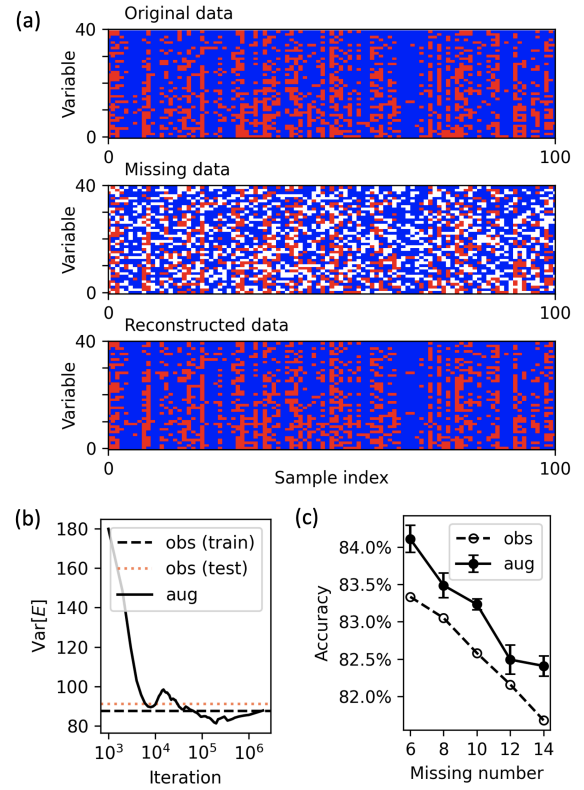 (a)
Original data
40
Variable
0
0
100
Missing data
40
Variable
0
0
100
Reconstructed data
40
Variable
0
0
100
Sample index
(b)
180
160
140
120
100
80
Var[E]
obs (train)
obs (test)
aug
10³
10⁴
10⁵
10⁶
Iteration
(c)
84.0%
83.5%
83.0%
82.5%
82.0%
Accuracy
obs
aug
6
8
10
12
14
Missing number